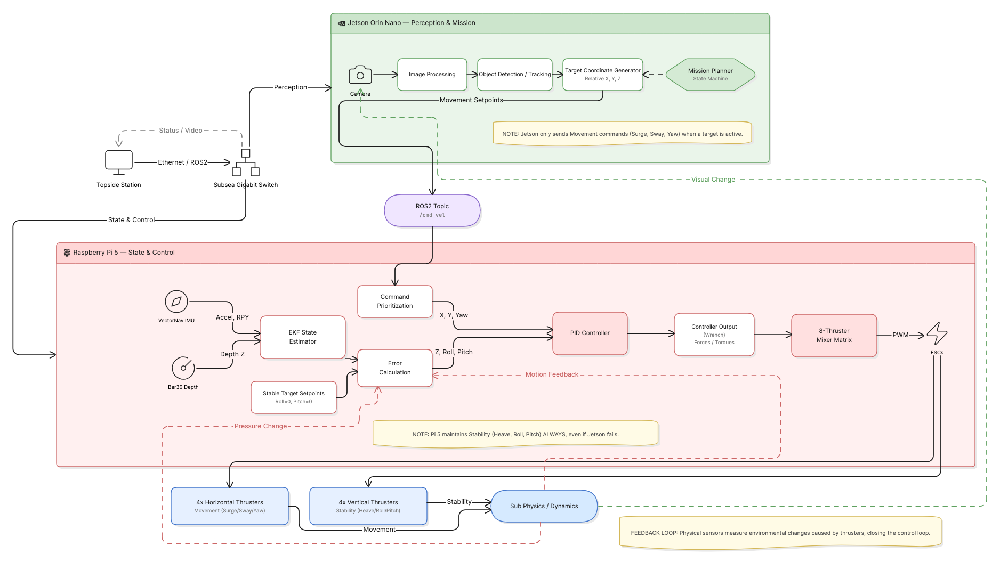 Jetson Orin Nano — Perception & Mission
Image Processing
Object Detection / Tracking
Target Coordinate Generator
Relative X, Y, Z
Mission Planner
State Machine
Camera
Perception
Movement Setpoints
Status / Video
NOTE: Jetson only sends Movement commands (Surge, Sway, Yaw) when a target is active.
Ethernet / ROS2
Topside Station
Subsea Gigabit Switch
Visual Change
ROS2 Topic
/cmd_vel
State & Control
Raspberry Pi 5 — State & Control
Command
Prioritization
VectorNav IMU
Accel, RPY
X, Y, Yaw
EKF State
Estimator
PID Controller
Controller Output
(Wrench)
Forces / Torques
8-Thruster
Mixer Matrix
PWM
ESCs
Depth Z
Z, Roll, Pitch
Error
Calculation
Bar30 Depth
Motion Feedback
Stable Target Setpoints
Roll=0, Pitch=0
Pressure Change
NOTE: Pi 5 maintains Stability (Heave, Roll, Pitch) ALWAYS, even if Jetson fails.
4x Horizontal Thrusters
Movement (Surge/Sway/Yaw)
4x Vertical Thrusters
Stability (Heave/Roll/Pitch)
Stability
Sub Physics / Dynamics
Movement
FEEDBACK LOOP: Physical sensors measure environmental changes caused by thrusters, closing the control loop.